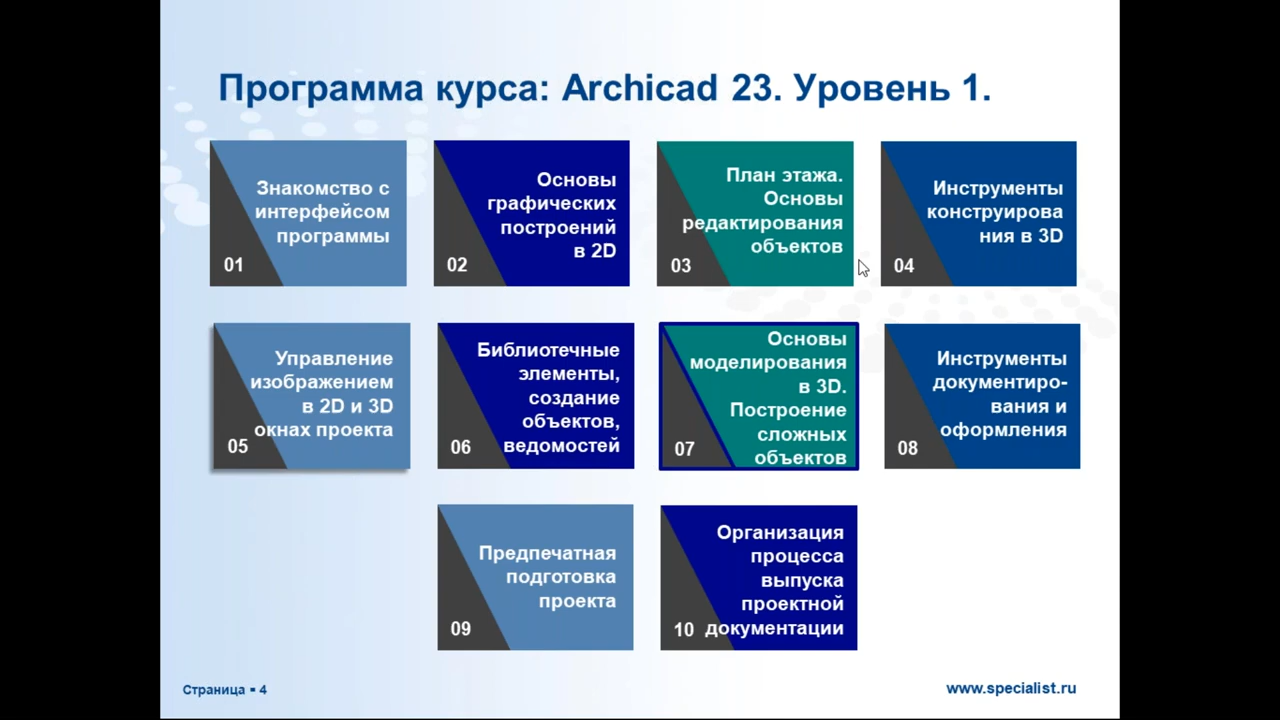 Программа курса: Archicad 23. Уровень 1.
Знакомство с
интерфейсом
программы
01
Основы
графических
построений
в 2D
02
План этажа.
Основы
редактирования
объектов
03
Инструменты
конструирова
ния в 3D
04
Управление
изображением
в 2D и 3D
окнах проекта
05
Библиотечные
элементы,
создание
объектов,
ведомостей
06
Основы
моделирования
в 3D.
Построение
сложных
объектов
07
Инструменты
документиро-
вания и
оформления
08
Предпечатная
подготовка
проекта
09
Организация
процесса
выпуска
проектной
документации
10
Страница ▪ 4
www.specialist.ru